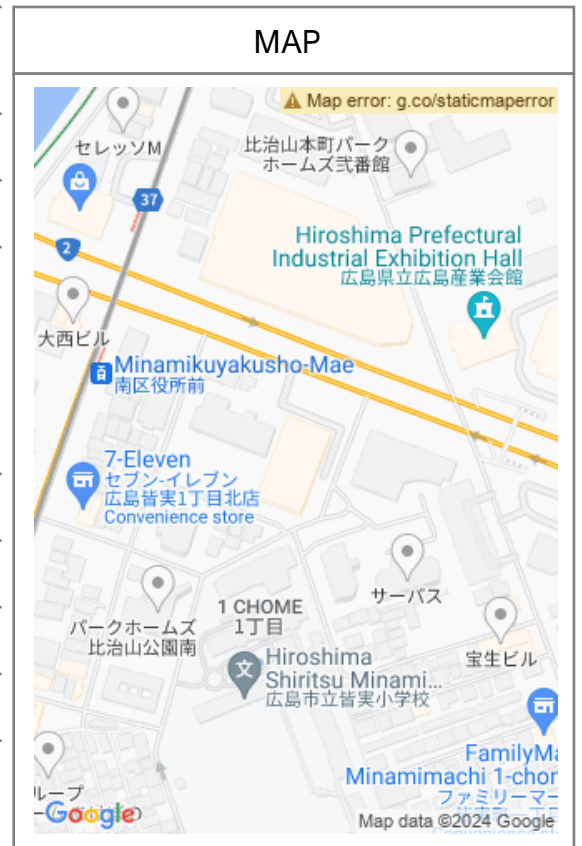 MAP
Map error: g.co/staticmaperror
セレッソM
比治山本町パーク
ホームズ弐番館
37
Hiroshima Prefectural
Industrial Exhibition Hall
広島県立広島産業会館
2
大西ビル
Minamikuyakusho-Mae
南区役所前
7-Eleven
セブン-イレブン
広島皆実1丁目北店
Convenience store
サーパス
1 CHOME
1丁目
パークホームズ
比治山公園南
宝生ビル
文
Hiroshima
Shiritsu Minami...
広島市立皆実小学校
FamilyMa
Minamimachi 1-chor
ファミリーマー
ループ
Google
Map data ©2024 Google